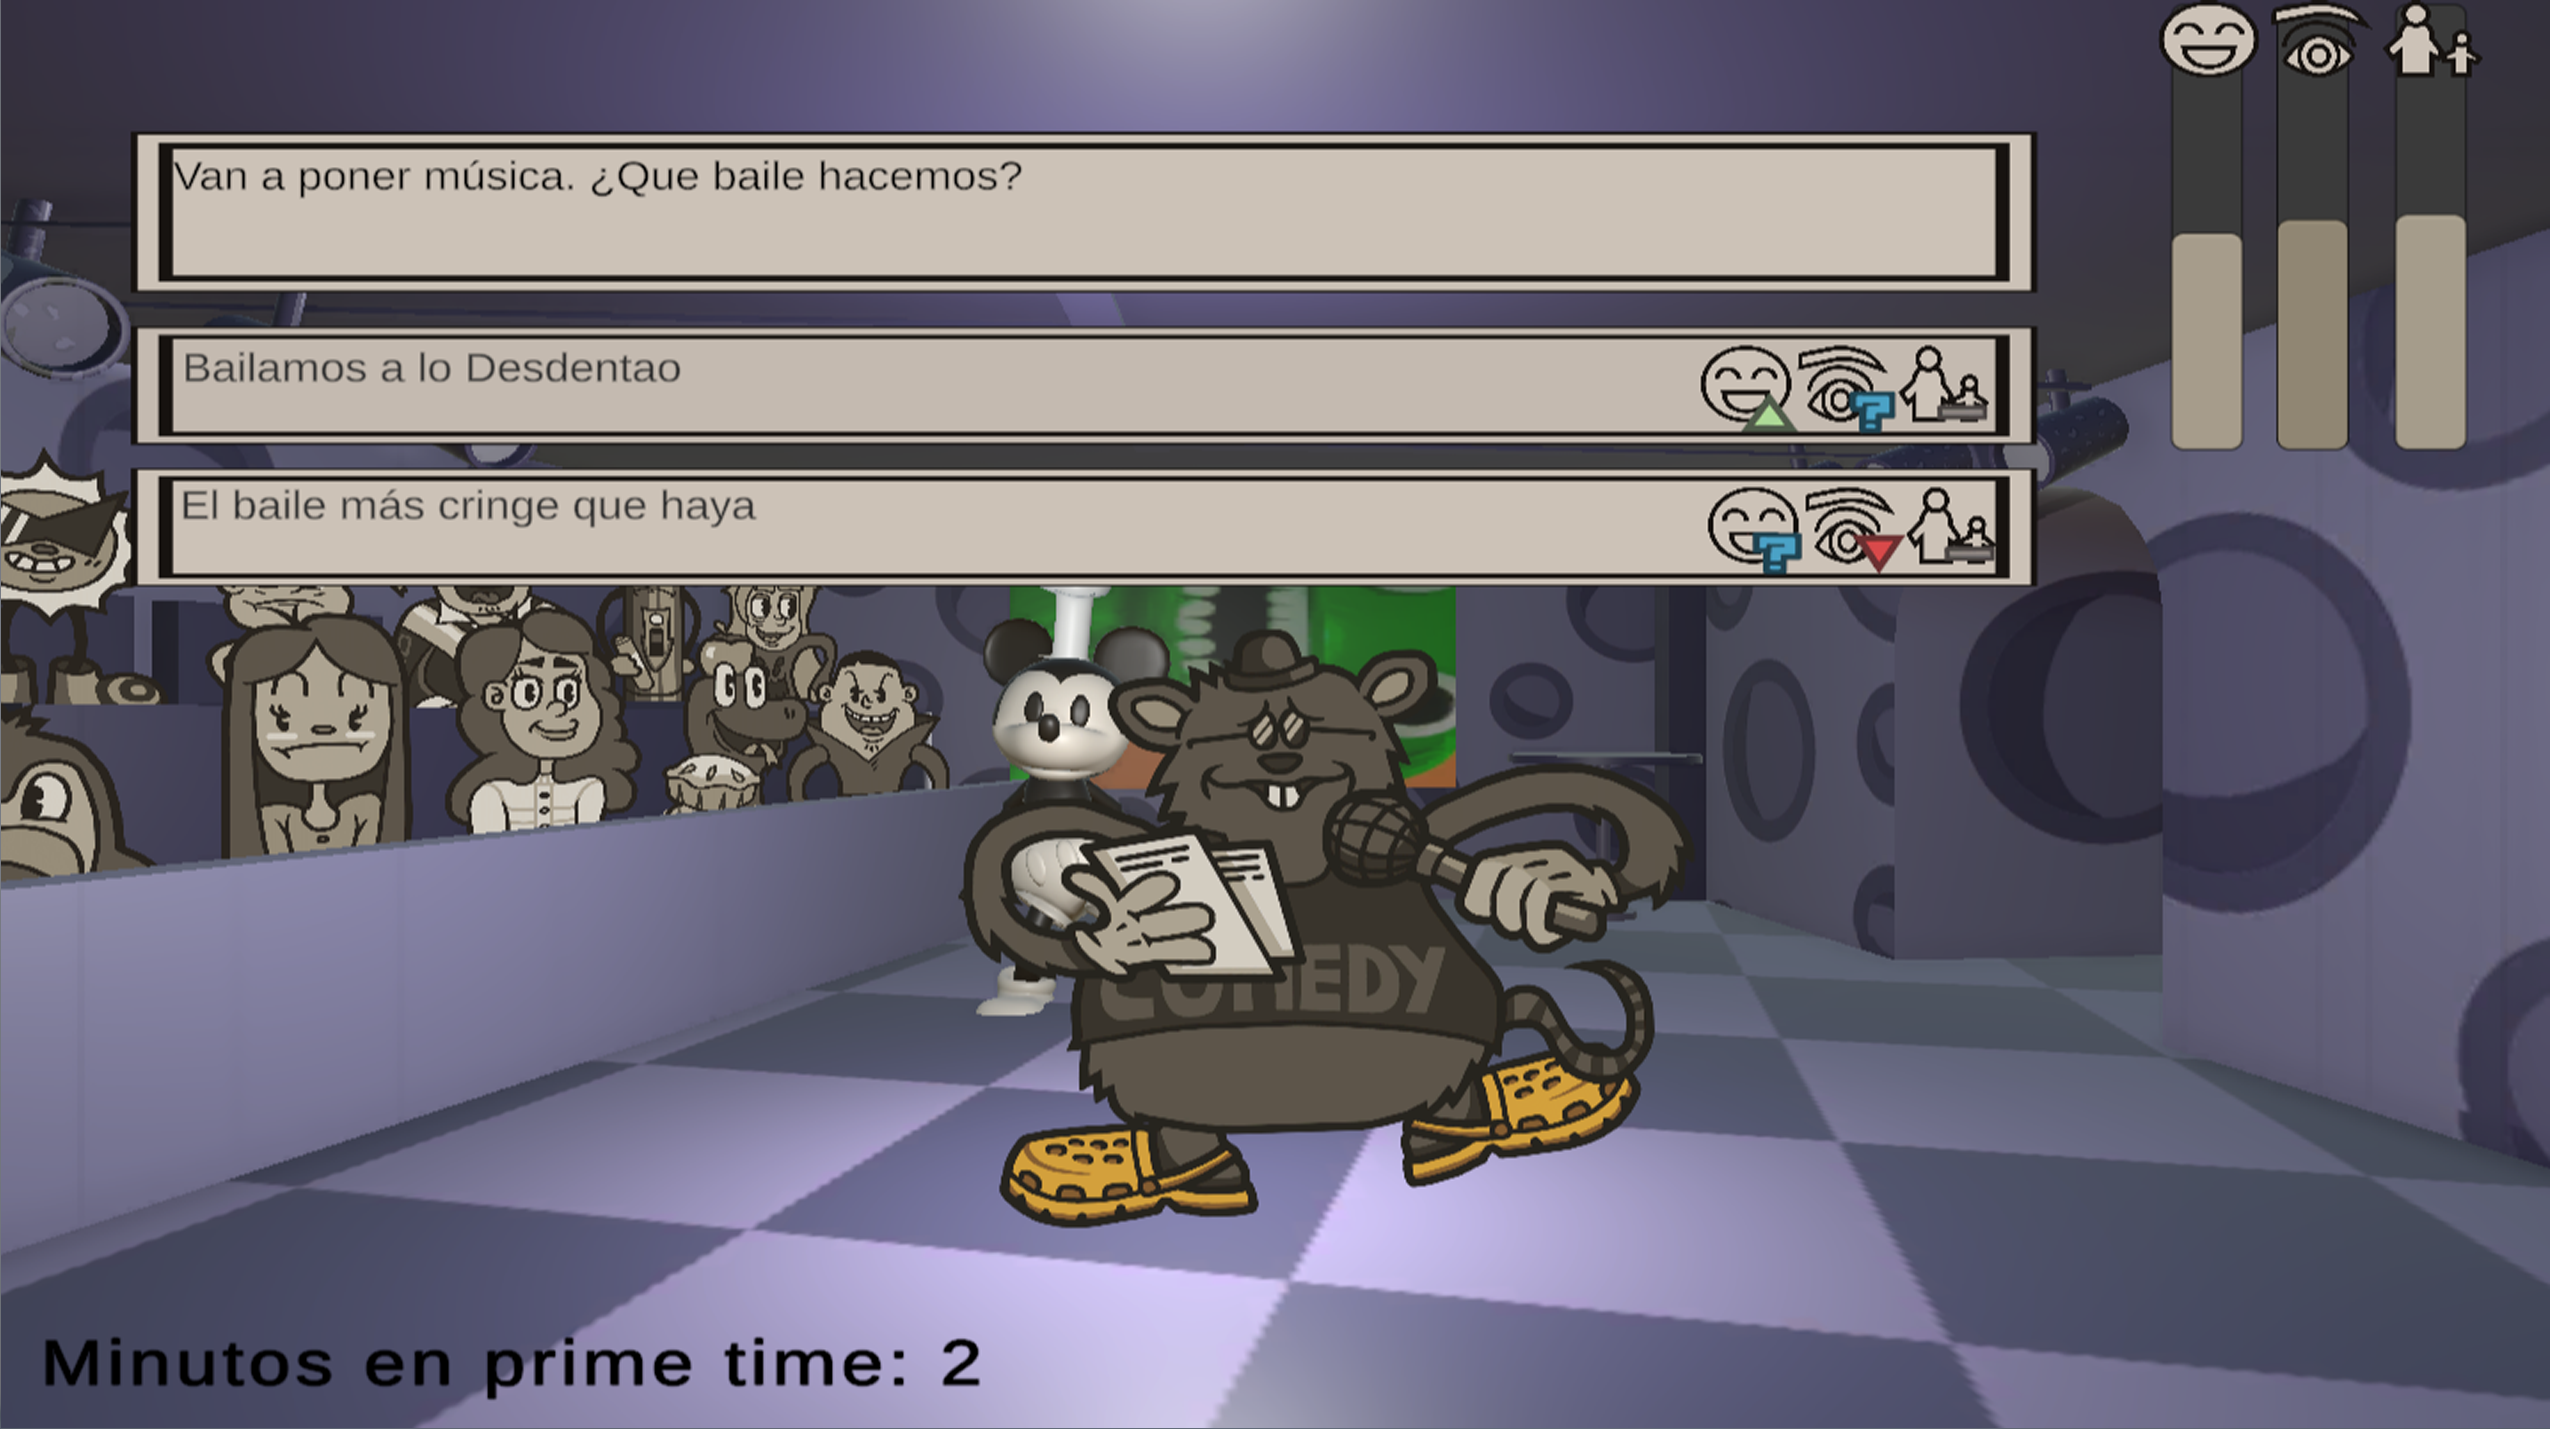 Van a poner música. ¿Que baile hacemos?
Bailamos a lo Desdentao
El baile más cringe que haya
COMEDY
Minutos en prime time: 2